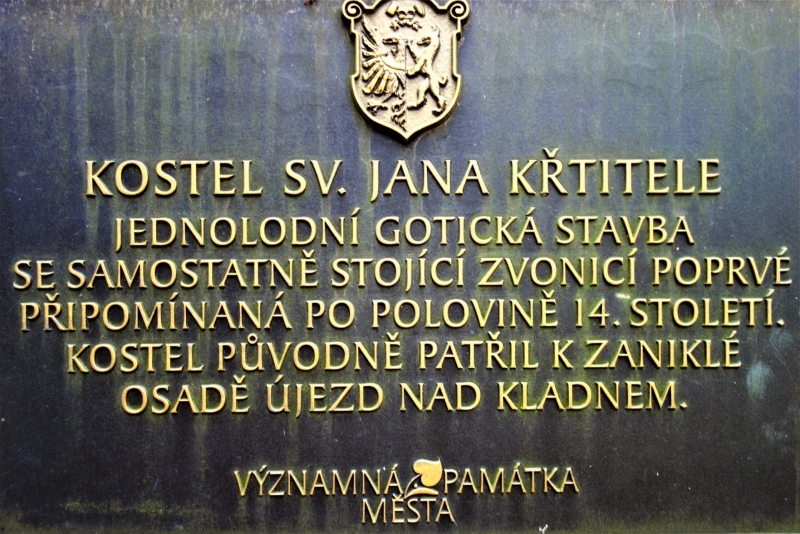 KOSTEL SV. JANA KŘTITELE
JEDNOLODNÍ GOTICKÁ STAVBA
SE SAMOSTATNĚ STOJÍCÍ ZVONICÍ POPRVÉ
PŘIPOMÍNANÁ PO POLOVINĚ 14. STOLETÍ.
KOSTEL PŮVODNĚ PATŘIL K ZANIKLÉ
OSADĚ ÚJEZD NAD KLADNEM.
VÝZNAMNÁ PAMÁTKA
MĚSTA